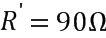 R' = 90Ω